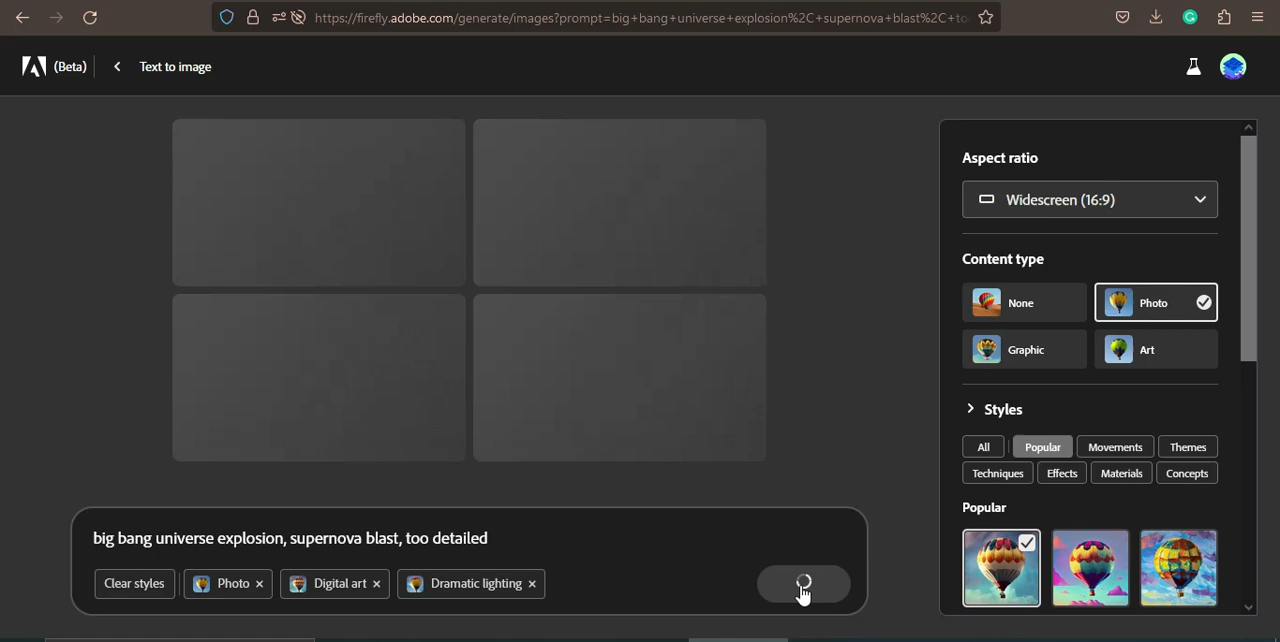 https://firefly.adobe.com/generate/images?prompt=big+bang+universe+explosion%2C+supernova+blast%2C+to
(Beta)
Text to image
Aspect ratio
Widescreen (16:9)
Content type
None
Photo
Graphic
Art
Styles
All
Popular
Movements
Themes
Techniques
Effects
Materials
Concepts
Popular
big bang universe explosion, supernova blast, too detailed
Clear styles
Photo
Digital art
Dramatic lighting